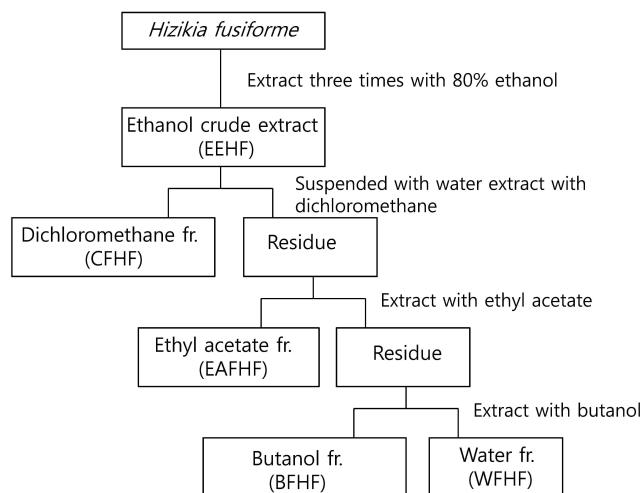 Hizikia fusiforme
Extract three times with 80% ethanol
Ethanol crude extract
(EEHF)
Suspended with water extract with
dichloromethane
Dichloromethane fr.
(CFHF)
Residue
Extract with ethyl acetate
Ethyl acetate fr.
(EAFHF)
Residue
Extract with butanol
Butanol fr.
(BFHF)
Water fr.
(WFHF)